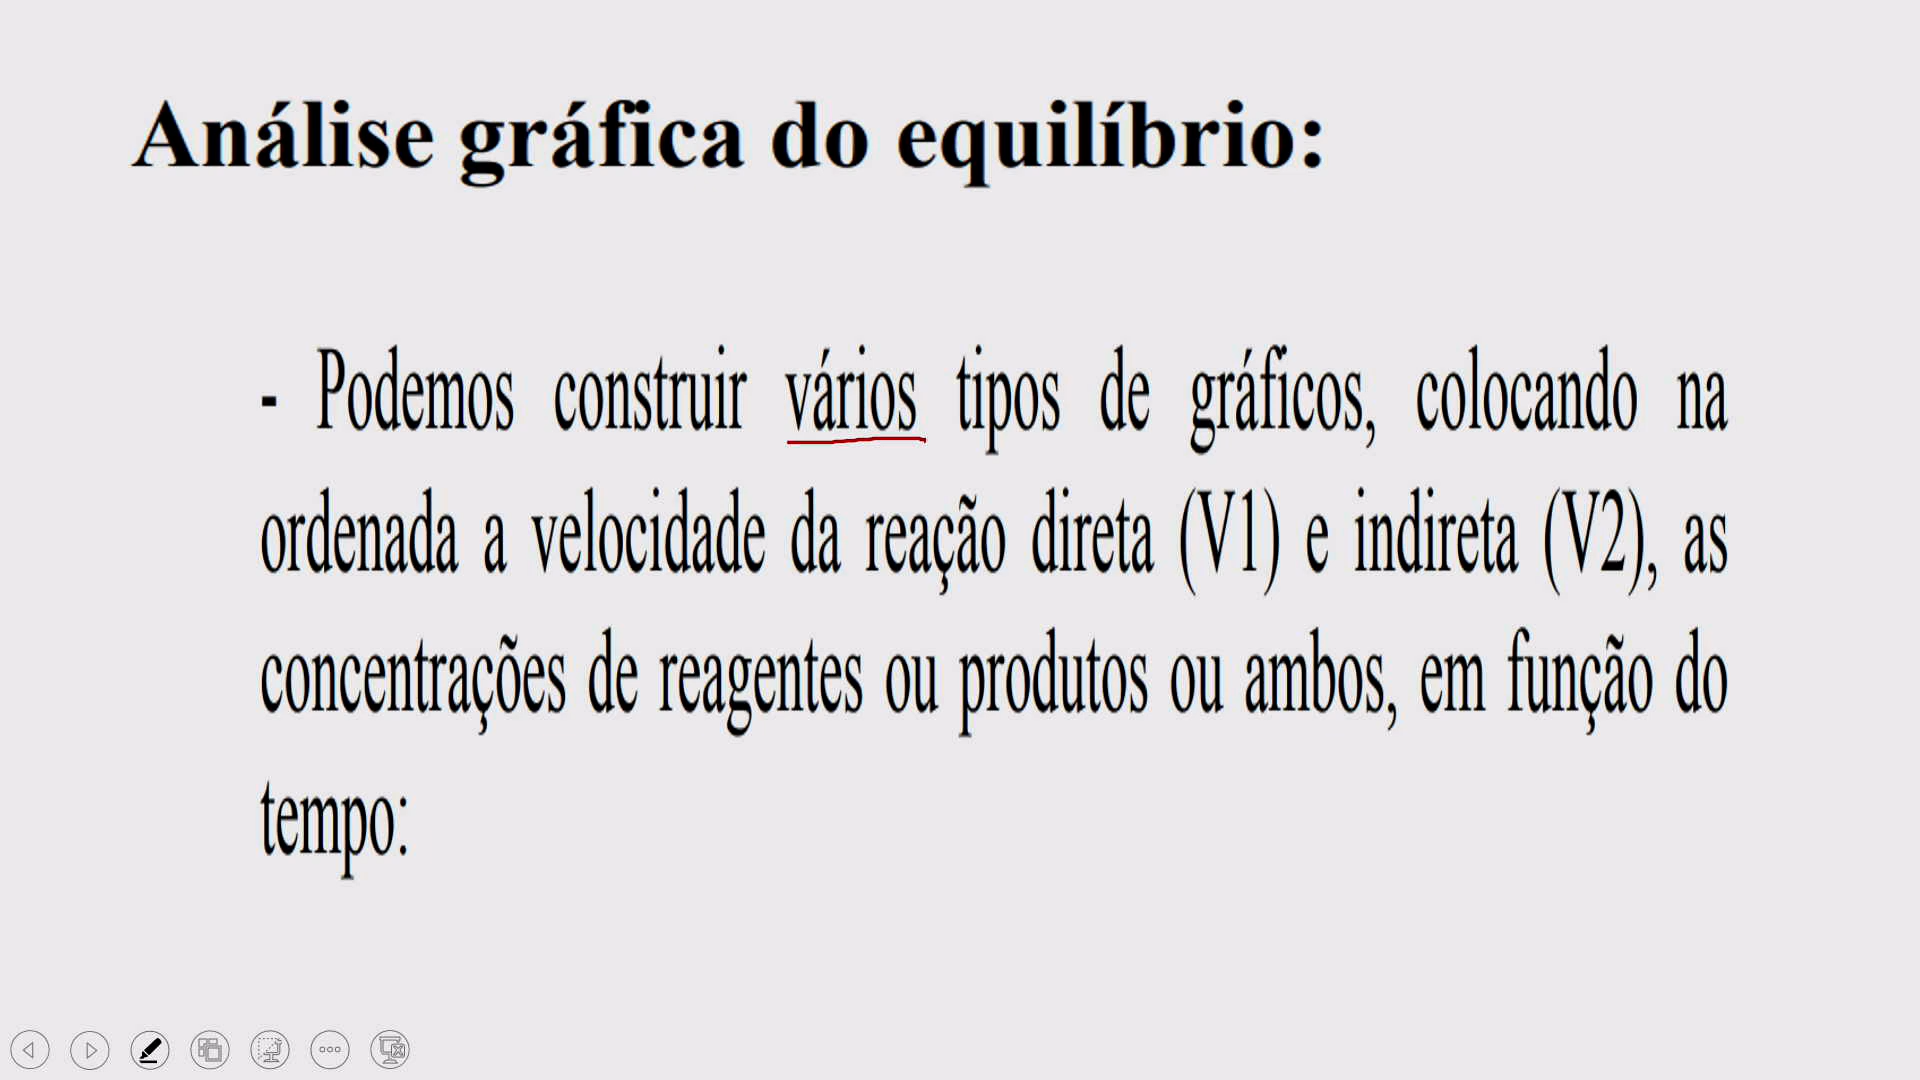 Análise gráfica do equilíbrio:
- Podemos construir vários tipos de gráficos, colocando na
ordenada a velocidade da reação direta (V1) e indireta (V2), as
concentrações de reagentes ou produtos ou ambos, em função do
tempo: